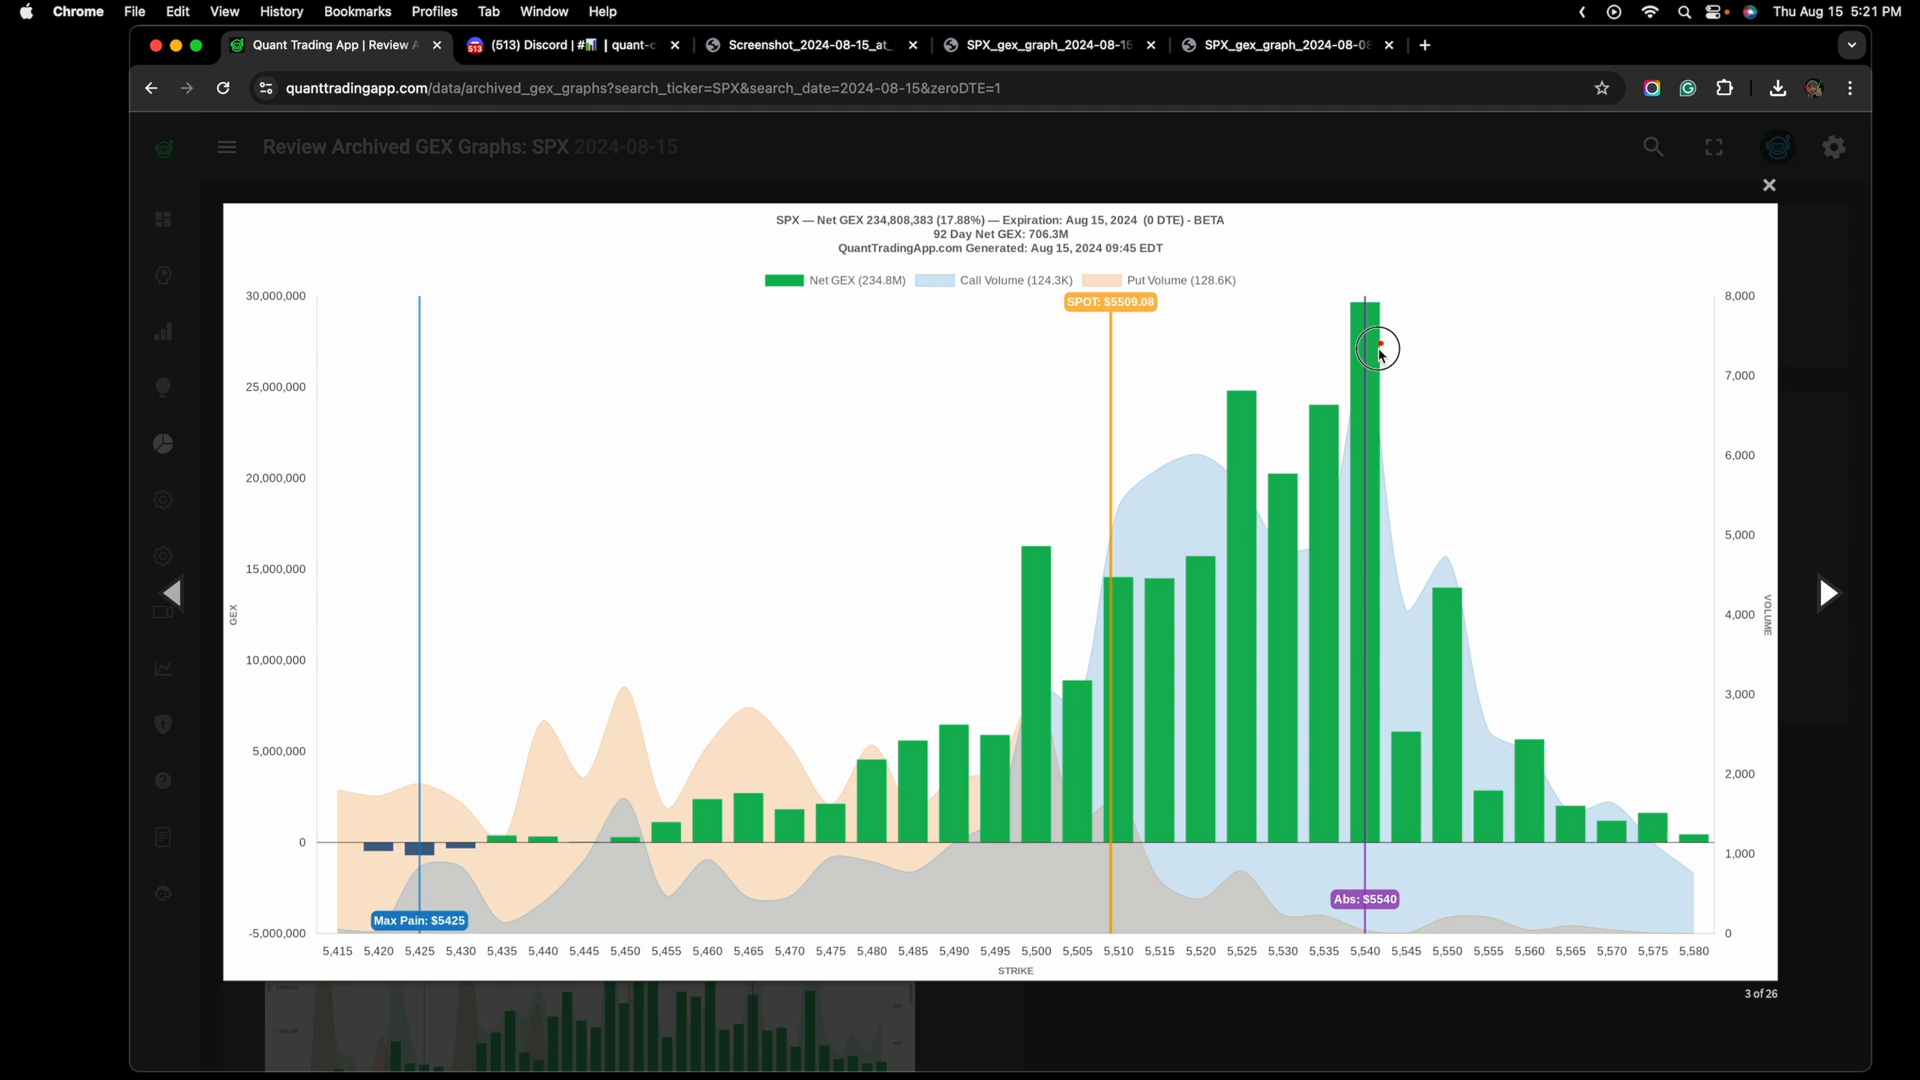 Chrome File Edit View History Bookmarks Profiles Tab Window Help
Thu Aug 15 5:21 PM
Quant Trading App | Review A
(513) Discord | #📊 | quant-c
Screenshot_2024-08-15_at_
SPX_gex_graph_2024-08-15
SPX_gex_graph_2024-08-08
513
quanttradingapp.com/data/archived_gex_graphs?search_ticker=SPX&search_date=2024-08-15&zeroDTE=1
Review Archived GEX Graphs: SPX 2024-08-15
SPX — Net GEX 234,808,383 (17.88%) — Expiration: Aug 15, 2024 (0 DTE) - BETA
92 Day Net GEX: 706.3M
QuantTradingApp.com Generated: Aug 15, 2024 09:45 EDT
Net GEX (234.8M) Call Volume (124.3K) Put Volume (128.6K)
SPOT: $5509.08
30,000,000
25,000,000
20,000,000
15,000,000
10,000,000
5,000,000
0
-5,000,000
GEX
8,000
7,000
6,000
5,000
4,000
3,000
2,000
1,000
0
VOLUME
Max Pain: $5425
Abs: $5540
5,415 5,420 5,425 5,430 5,435 5,440 5,445 5,450 5,455 5,460 5,465 5,470 5,475 5,480 5,485 5,490 5,495 5,500 5,505 5,510 5,515 5,520 5,525 5,530 5,535 5,540 5,545 5,550 5,555 5,560 5,565 5,570 5,575 5,580
STRIKE
3 of 26